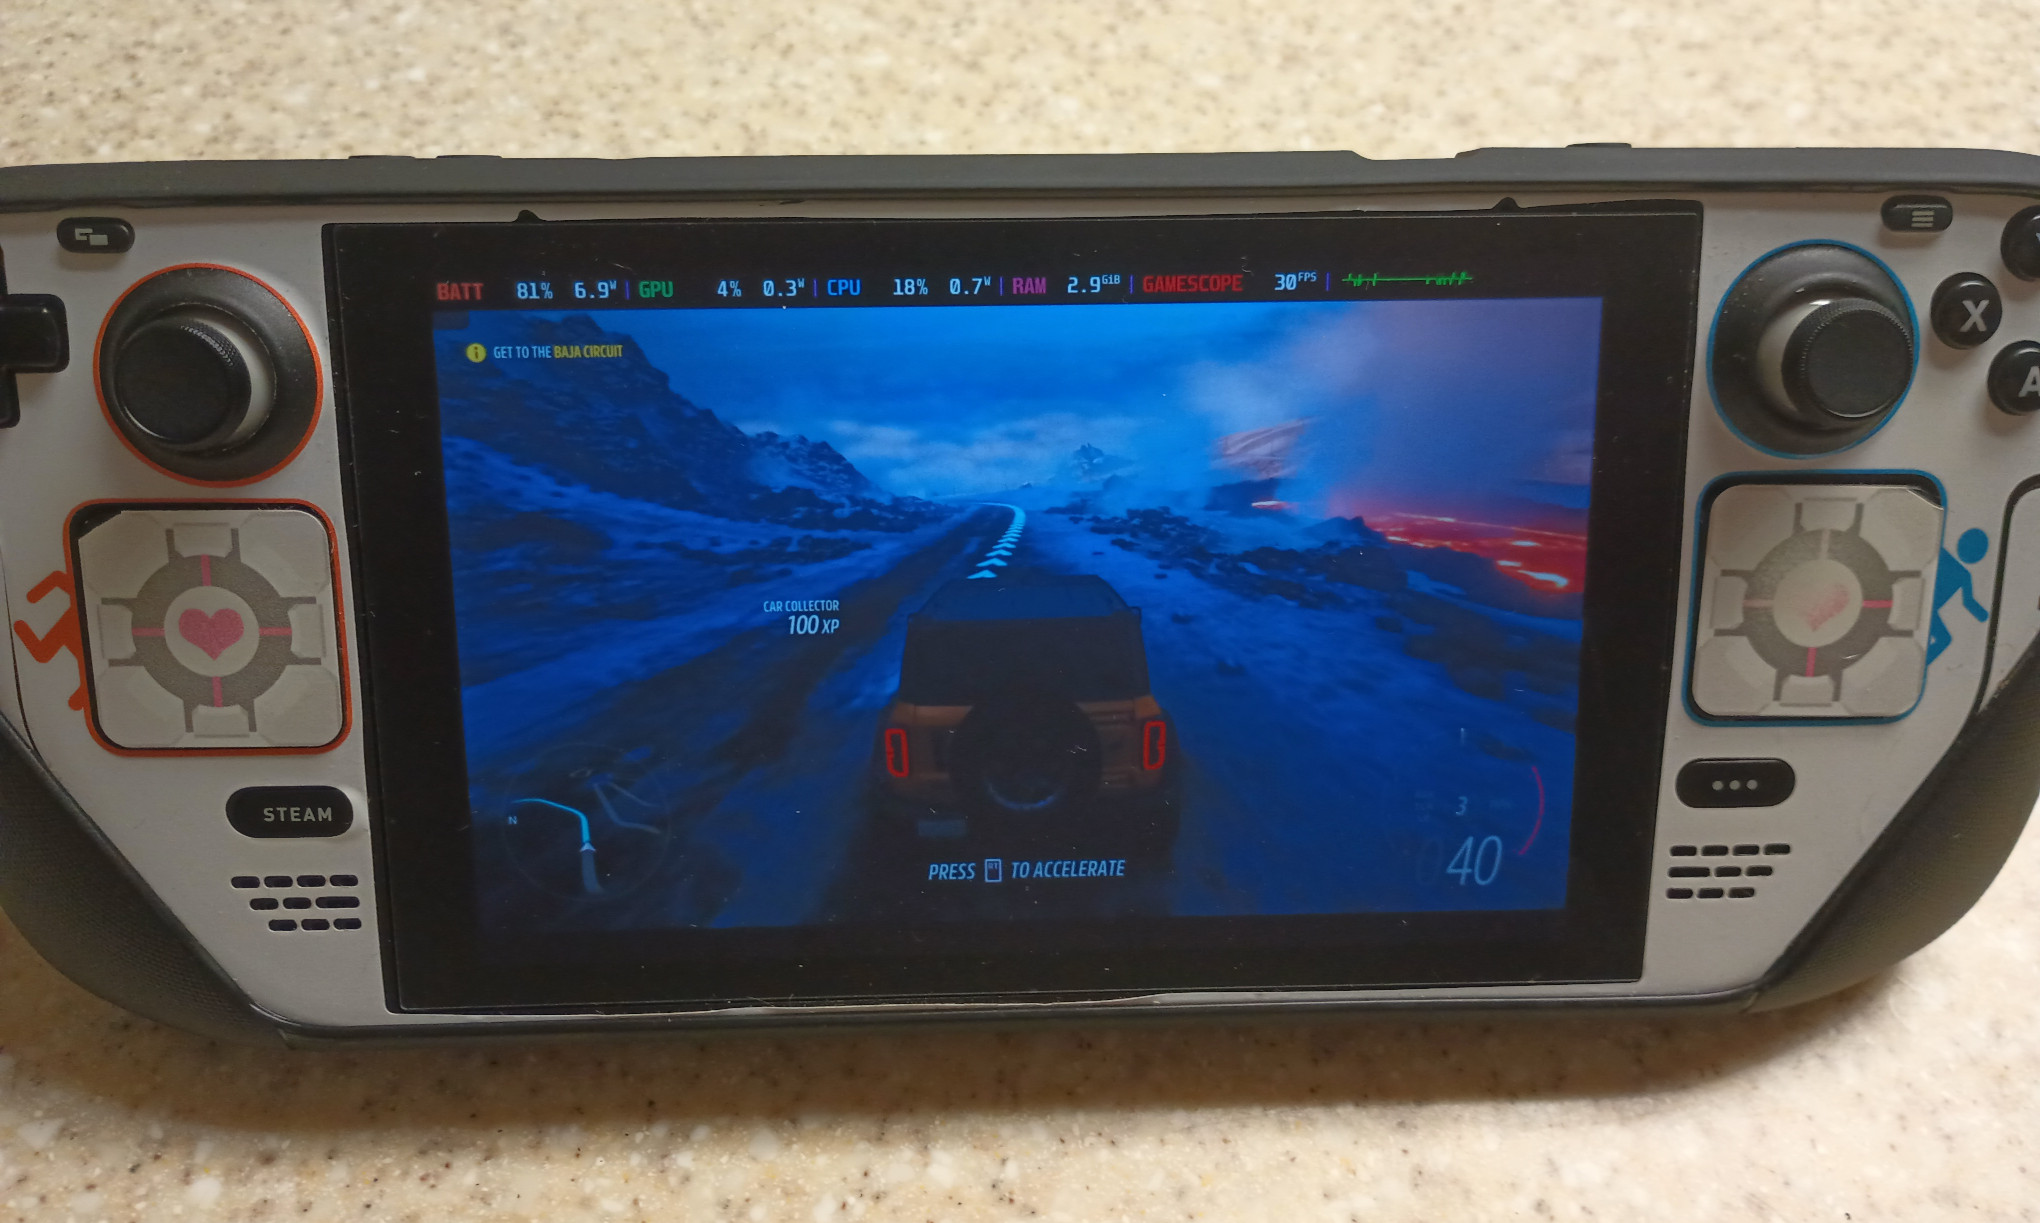 BATT 81% 6.9W | GPU 4% 0.3W | CPU 18% 0.7W | RAM 2.9GiB | GAMESCOPE 30FPS |
GET TO THE BAJA CIRCUIT
X
A
CAR COLLECTOR
100 XP
STEAM
N
3
40
PRESS RT TO ACCELERATE